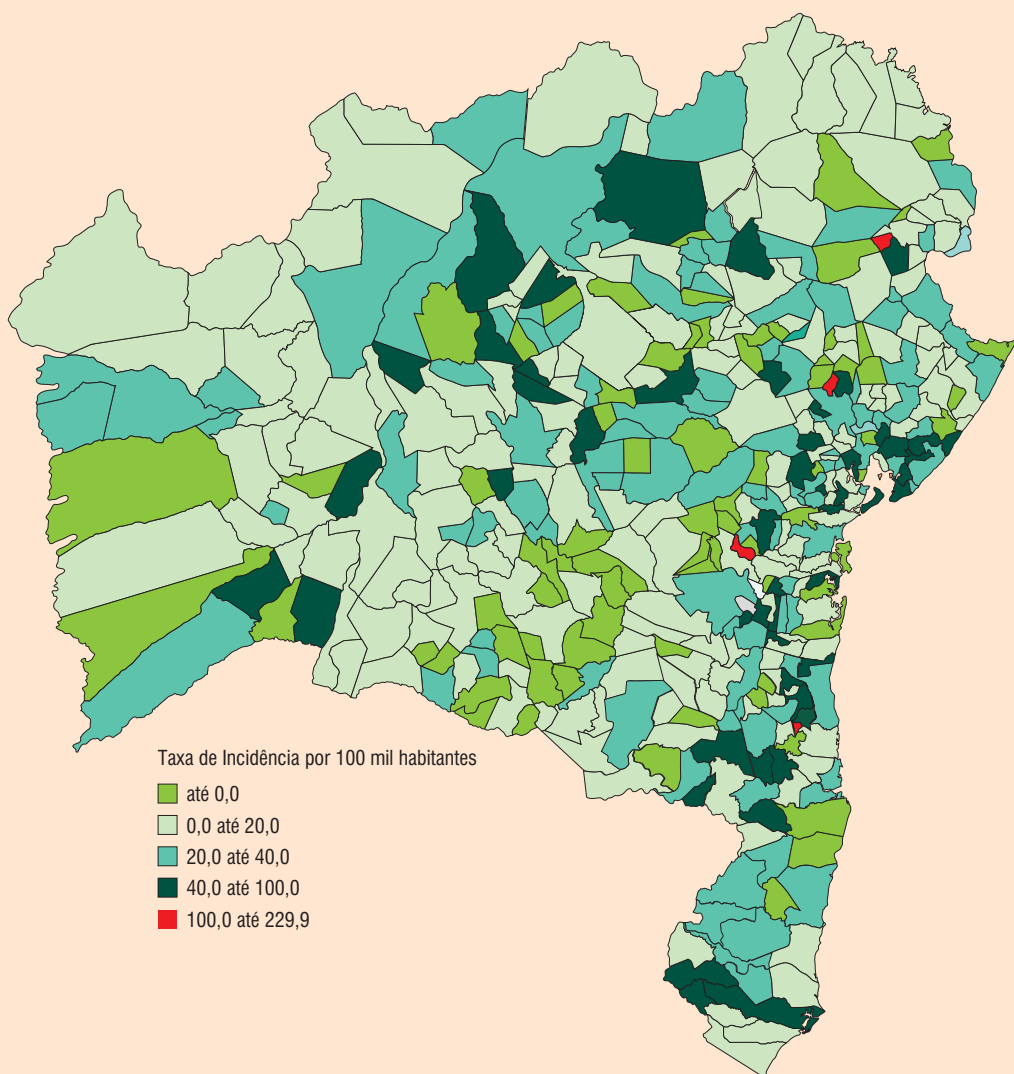 Taxa de Incidência por 100 mil habitantes
até 0,0
0,0 até 20,0
20,0 até 40,0
40,0 até 100,0
100,0 até 229,9